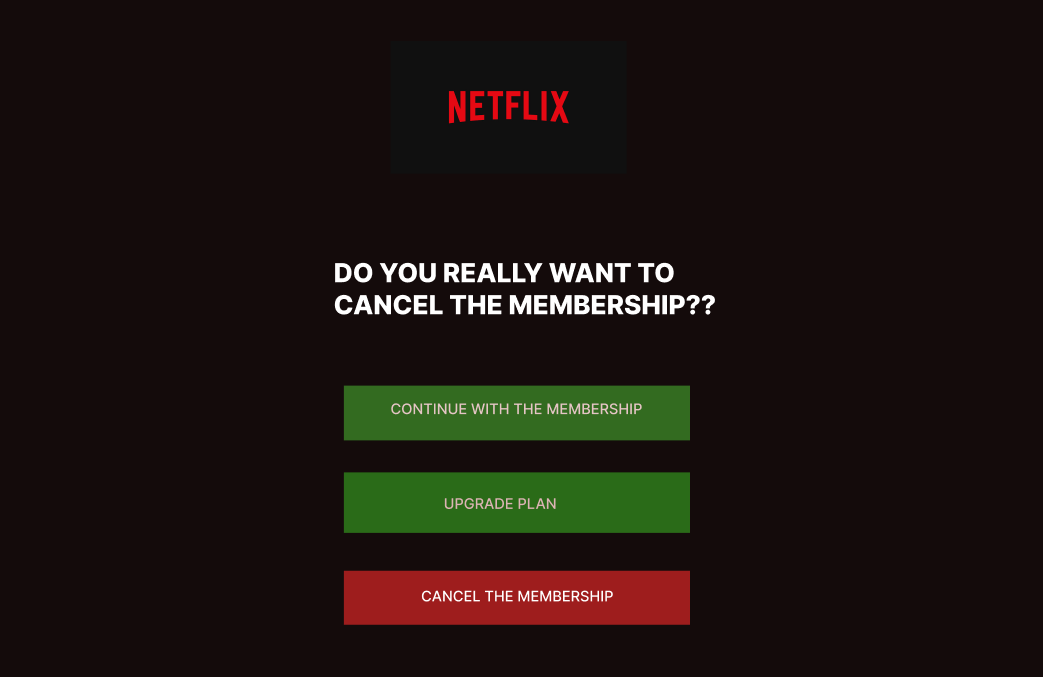 NETFLIX
DO YOU REALLY WANT TO
CANCEL THE MEMBERSHIP??
CONTINUE WITH THE MEMBERSHIP
UPGRADE PLAN
CANCEL THE MEMBERSHIP